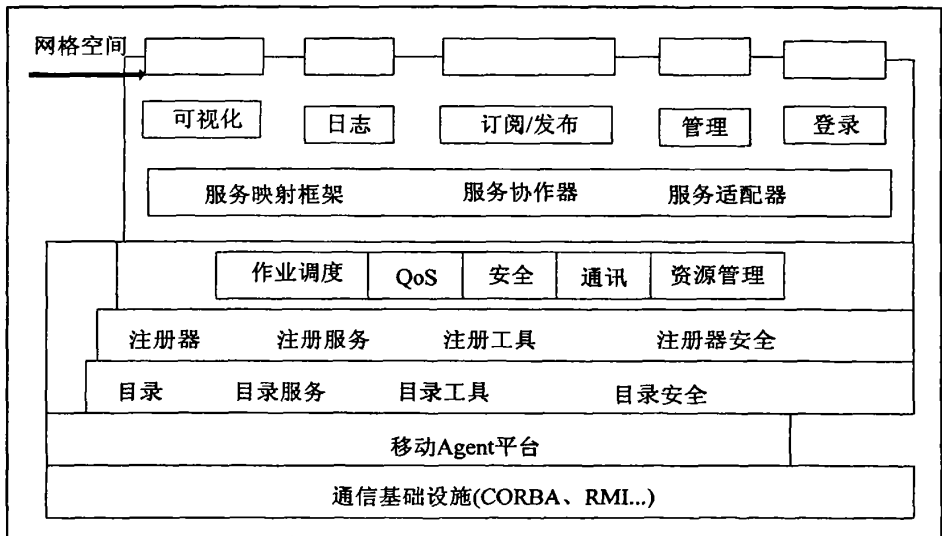 网格空间
可视化 日志 订阅/发布 管理 登录
服务映射框架 服务协作器 服务适配器
作业调度 QoS 安全 通讯 资源管理
注册器 注册服务 注册工具 注册器安全
目录 目录服务 目录工具 目录安全
移动Agent平台
通信基础设施(CORBA、RMI...)